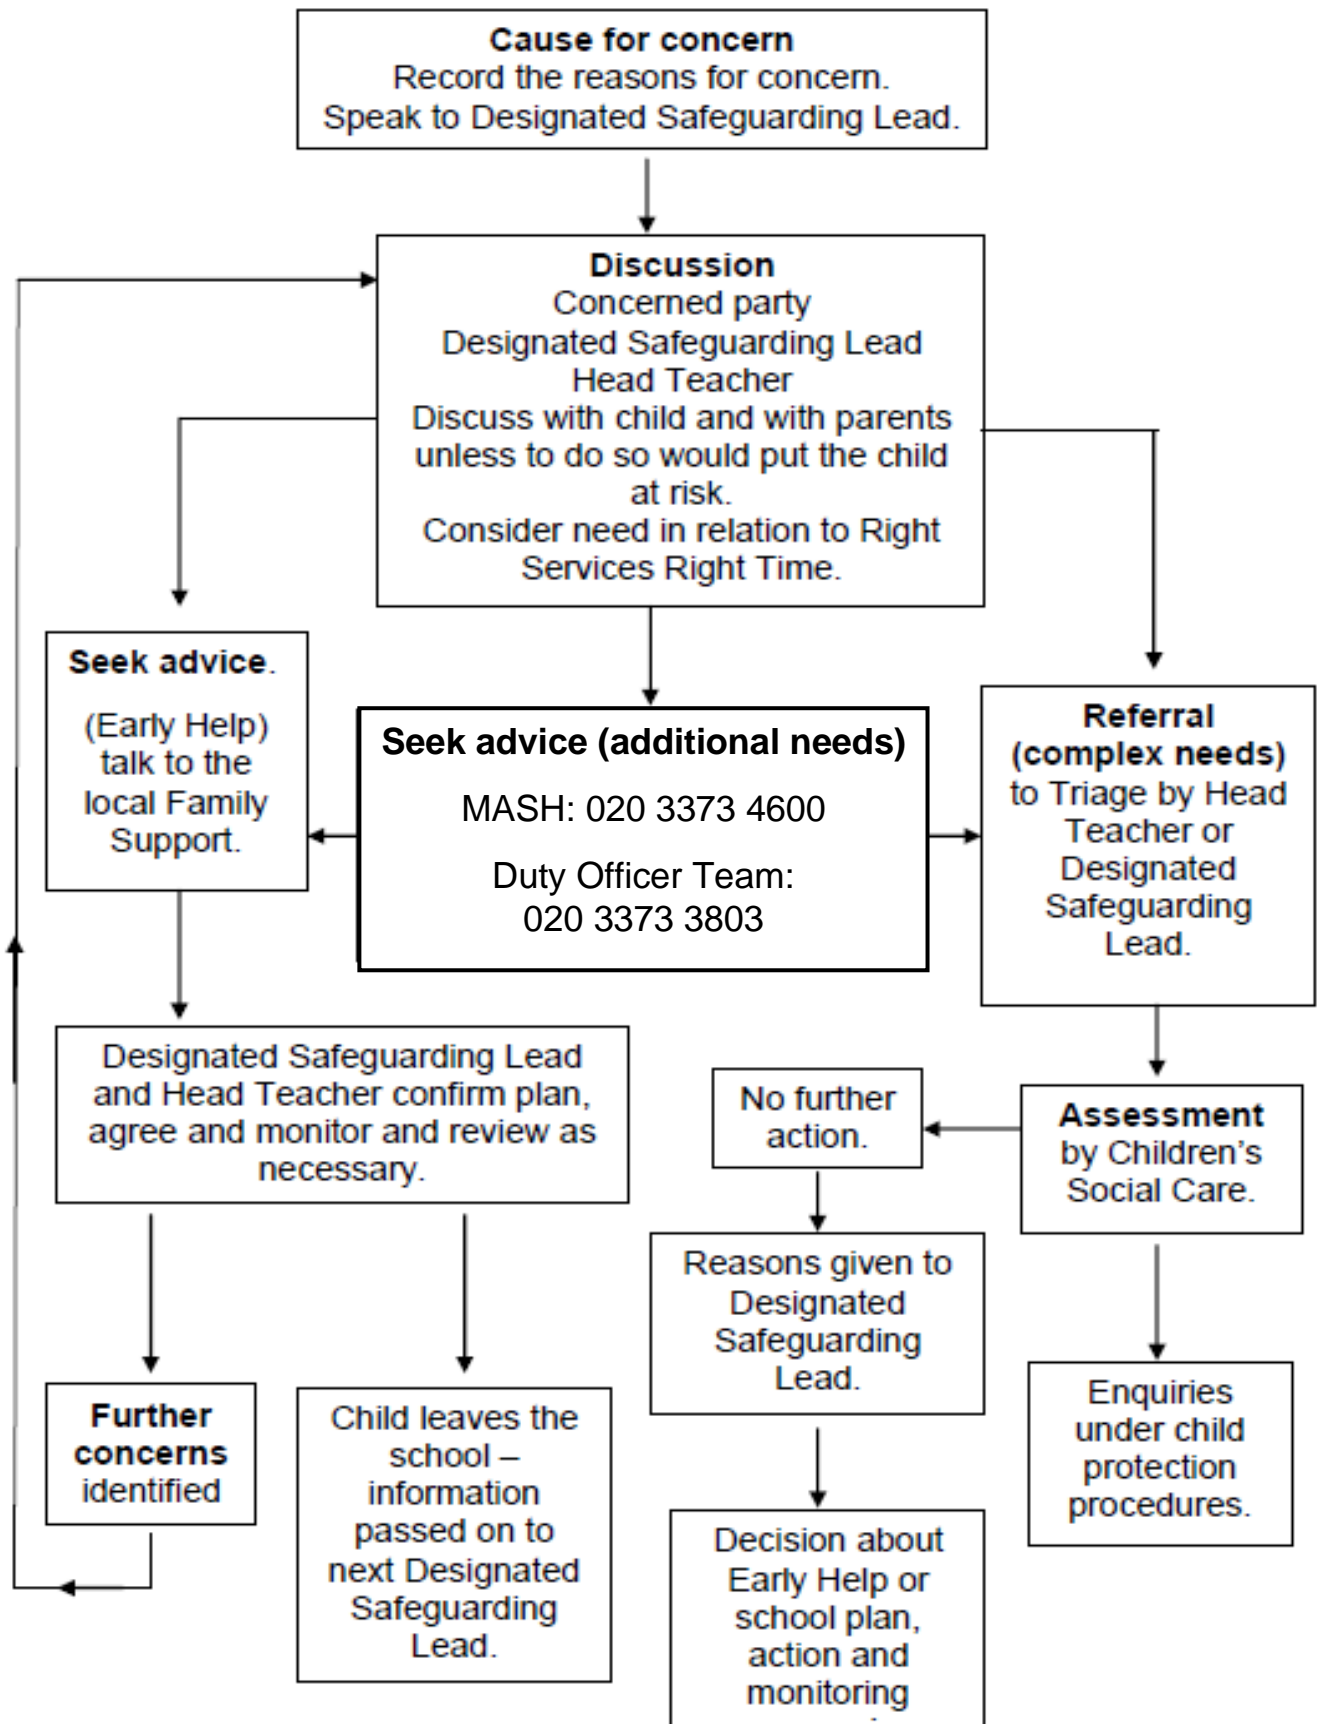 Cause for concern
Record the reasons for concern.
Speak to Designated Safeguarding Lead.
Discussion
Concerned party
Designated Safeguarding Lead
Head Teacher
Discuss with child and with parents
unless to do so would put the child
at risk.
Consider need in relation to Right
Services Right Time.
Seek advice.
(Early Help)
talk to the
local Family
Support.
Seek advice (additional needs)
MASH: 020 3373 4600
Duty Officer Team:
020 3373 3803
Referral
(complex needs)
to Triage by Head
Teacher or
Designated
Safeguarding
Lead.
Designated Safeguarding Lead
and Head Teacher confirm plan,
agree and monitor and review as
necessary.
No further
action.
Assessment
by Children's
Social Care.
Reasons given to
Designated
Safeguarding
Lead.
Enquiries
under child
protection
procedures.
Further
concerns
identified
Child leaves the
school –
information
passed on to
next Designated
Safeguarding
Lead.
Decision about
Early Help or
school plan,
action and
monitoring